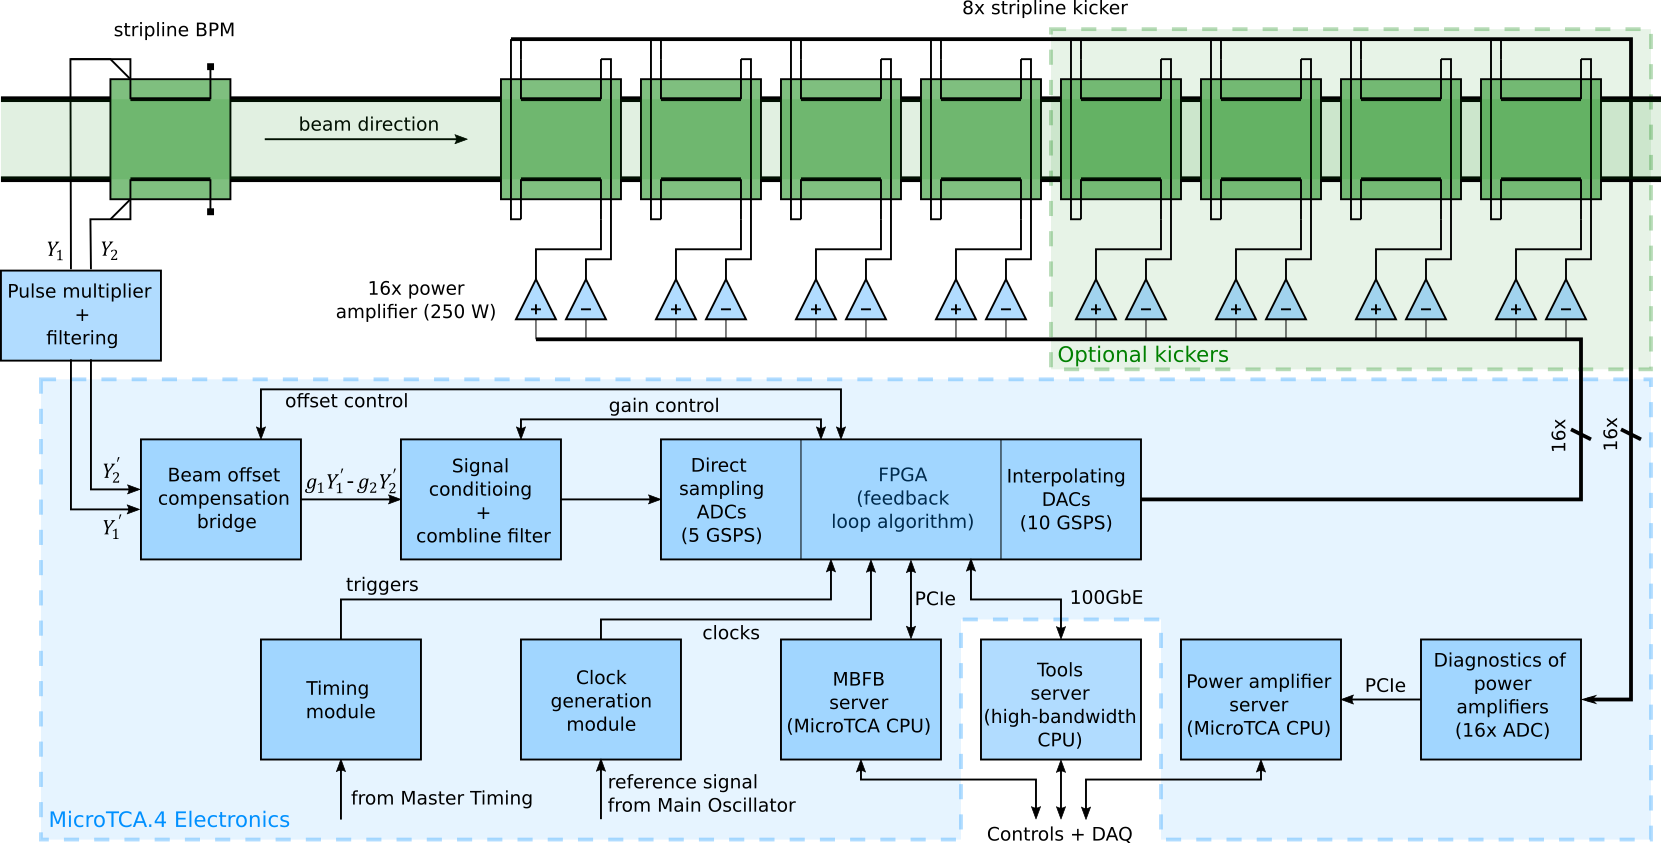 8x stripline kicker
stripline BPM
beam direction
Y1
Y2
Pulse multiplier
+
filtering
16x power
amplifier (250 W)
+ − + − + − + − + − + − + − + −
Optional kickers
offset control
gain control
16x
16x
Y2′
Y1′
Beam offset
compensation
bridge
g1Y1′ - g2Y2′
Signal
conditioing
+
combline filter
Direct
sampling
ADCs
(5 GSPS)
FPGA
(feedback
loop algorithm)
Interpolating
DACs
(10 GSPS)
triggers
clocks
PCIe
100GbE
Timing
module
Clock
generation
module
MBFB
server
(MicroTCA CPU)
Tools
server
(high-bandwidth
CPU)
Power amplifier
server
(MicroTCA CPU)
PCIe
Diagnostics of
power
amplifiers
(16x ADC)
from Master Timing
reference signal
from Main Oscillator
MicroTCA.4 Electronics
Controls + DAQ